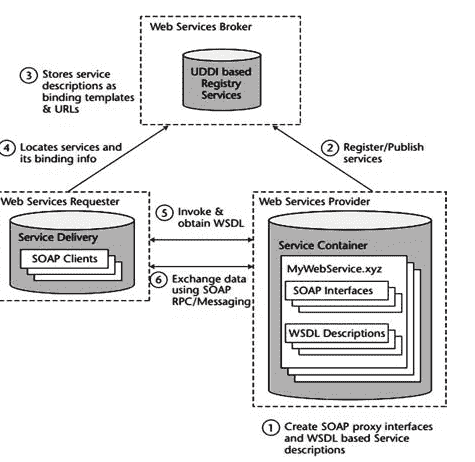 Web Services Broker
UDDI based
Registry
Services
3 Stores service
descriptions as
binding templates
& URLs
4 Locates services and
its binding info
2 Register/Publish
services
Web Services Requester
Service Delivery
SOAP Clients
5 Invoke &
obtain WSDL
6 Exchange data
using SOAP
RPC/Messaging
Web Services Provider
Service Container
MyWebService.xyz
SOAP Interfaces
WSDL Descriptions
1 Create SOAP proxy interfaces
and WSDL based Service
descriptions